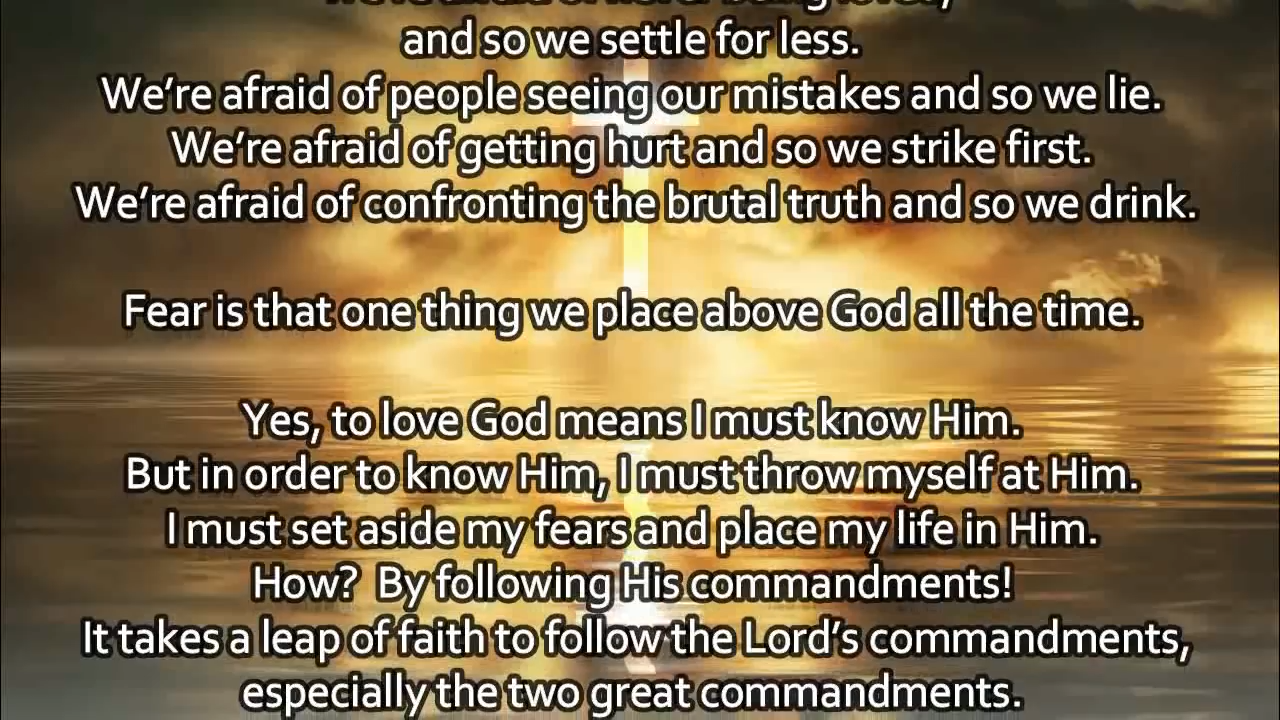 and so we settle for less.
We're afraid of people seeing our mistakes and so we lie.
We're afraid of getting hurt and so we strike first.
We're afraid of confronting the brutal truth and so we drink.
Fear is that one thing we place above God all the time.
Yes, to love God means I must know Him.
But in order to know Him, I must throw myself at Him.
I must set aside my fears and place my life in Him.
How?  By following His commandments!
It takes a leap of faith to follow the Lord's commandments,
especially the two great commandments.